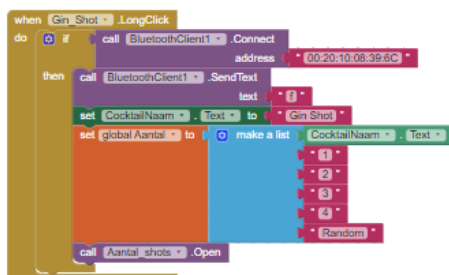 when Gin_Shot .LongClick
do if call BluetoothClient1 .Connect
address " 00:20:10:08:39:6C "
then call BluetoothClient1 .SendText
text " f "
set CocktailNaam . Text to " Gin Shot "
set global Aantal to make a list CocktailNaam . Text
" 1 "
" 2 "
" 3 "
" 4 "
" Random "
call Aantal_shots .Open